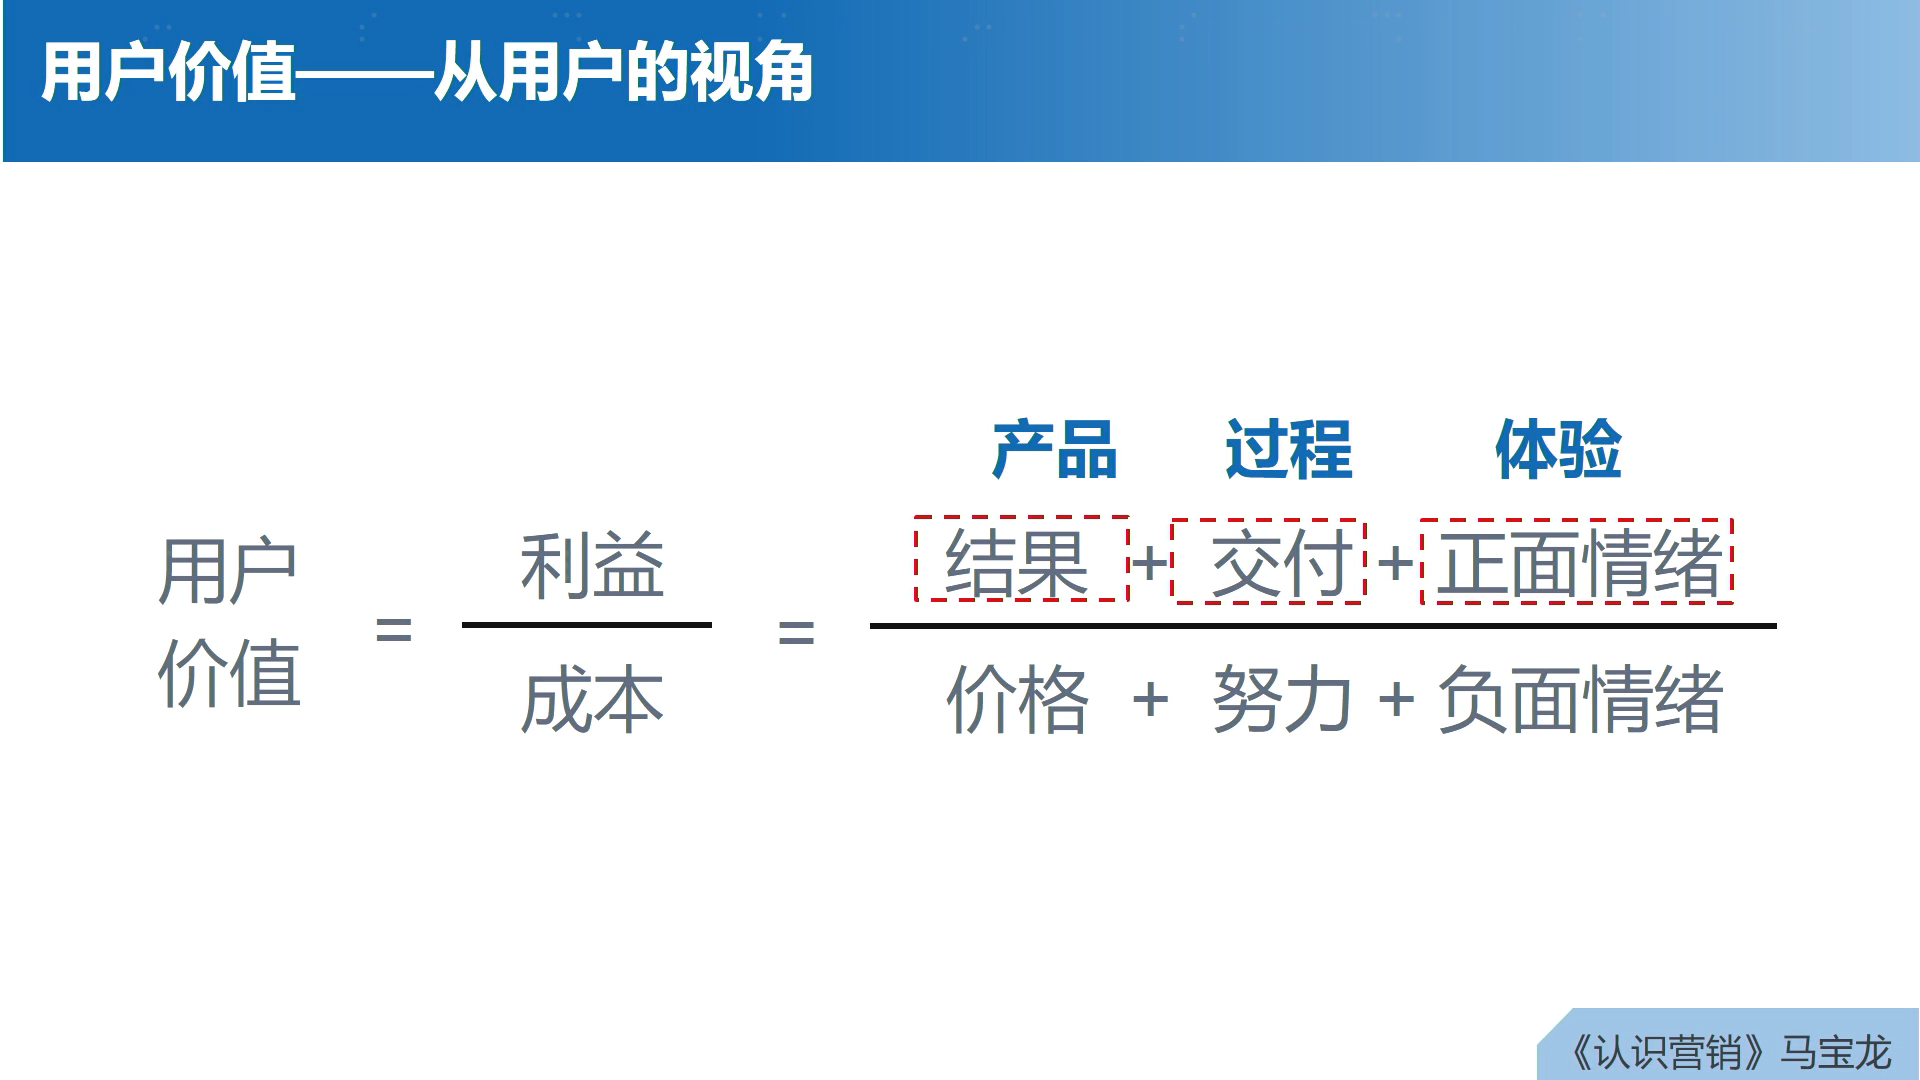 用户价值——从用户的视角
产品 过程 体验
用户
价值
=
利益
成本
=
结果 + 交付 + 正面情绪
价格 + 努力 + 负面情绪
《认识营销》马宝龙